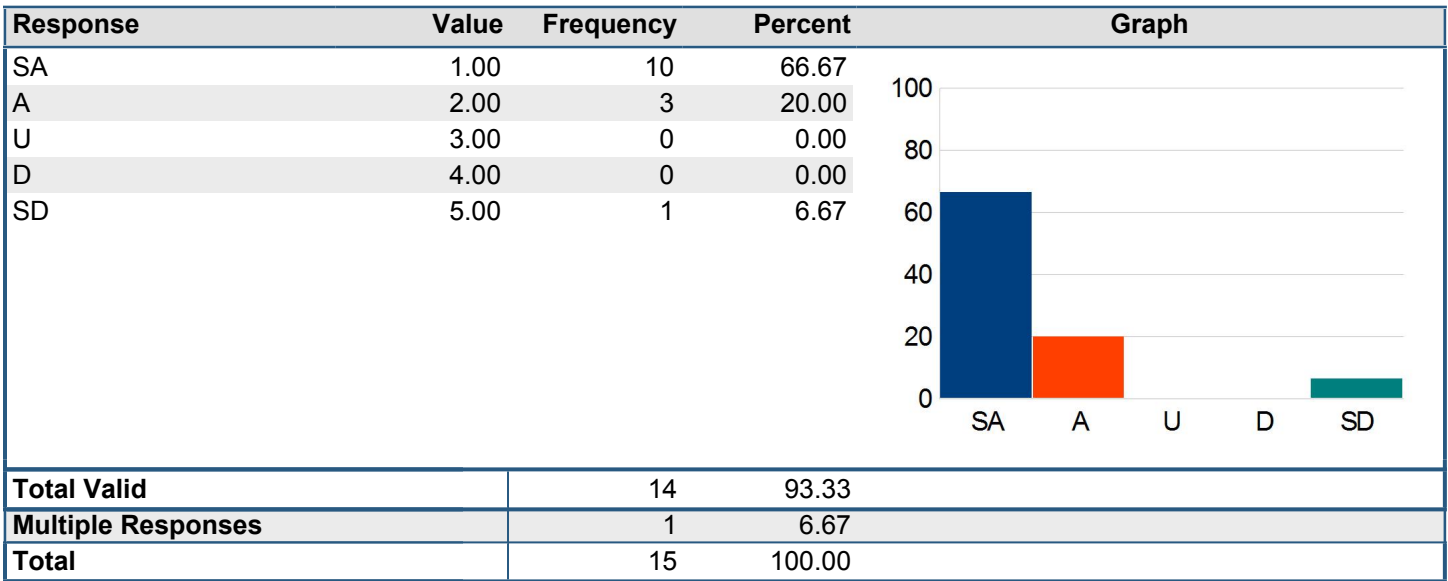 Response Value Frequency Percent Graph
SA 1.00 10 66.67
A 2.00 3 20.00
U 3.00 0 0.00
D 4.00 0 0.00
SD 5.00 1 6.67
100
80
60
40
20
0
SA A U D SD
Total Valid 14 93.33
Multiple Responses 1 6.67
Total 15 100.00